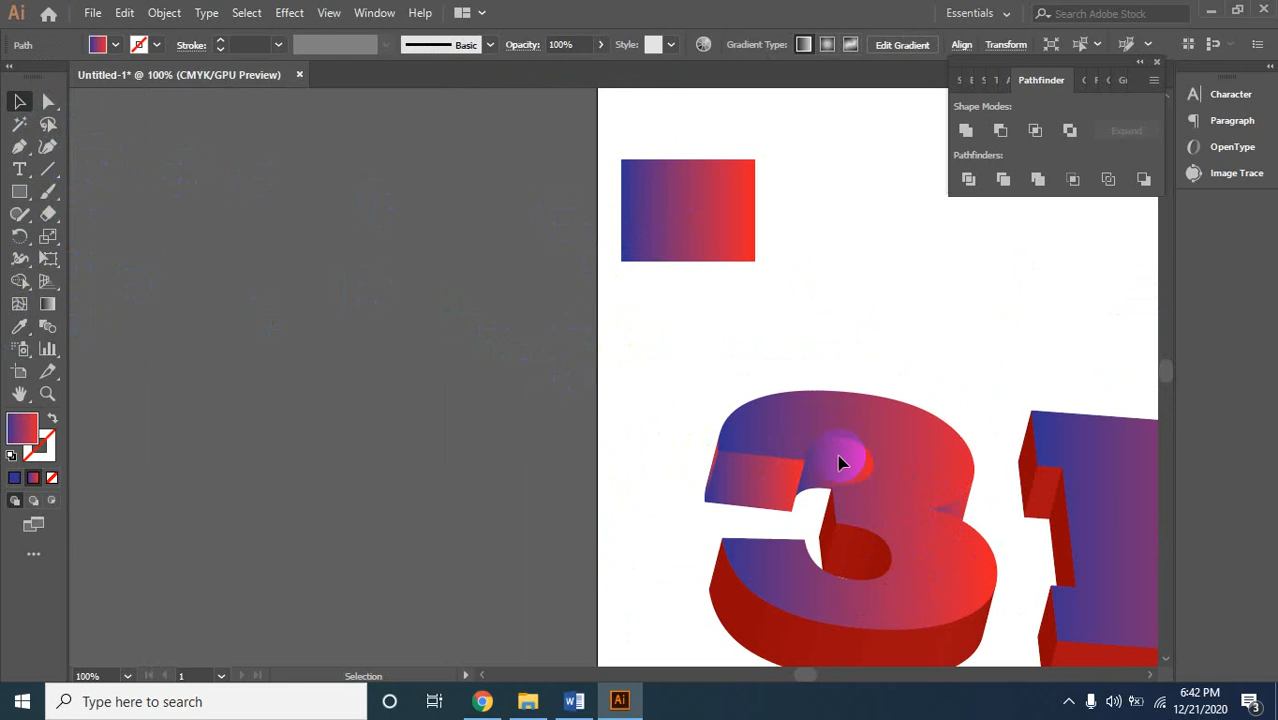 Ai File Edit Object Type Select Effect View Window Help Essentials Search Adobe Stock
Path Stroke: Basic Opacity: 100% Style: Gradient Type: Edit Gradient Align Transform
Untitled-1* @ 100% (CMYK/GPU Preview)
Pathfinder
Shape Modes:
Expand
Pathfinders:
Character
Paragraph
OpenType
Image Trace
100% 1 Selection
Type here to search
6:42 PM
12/21/2020
3